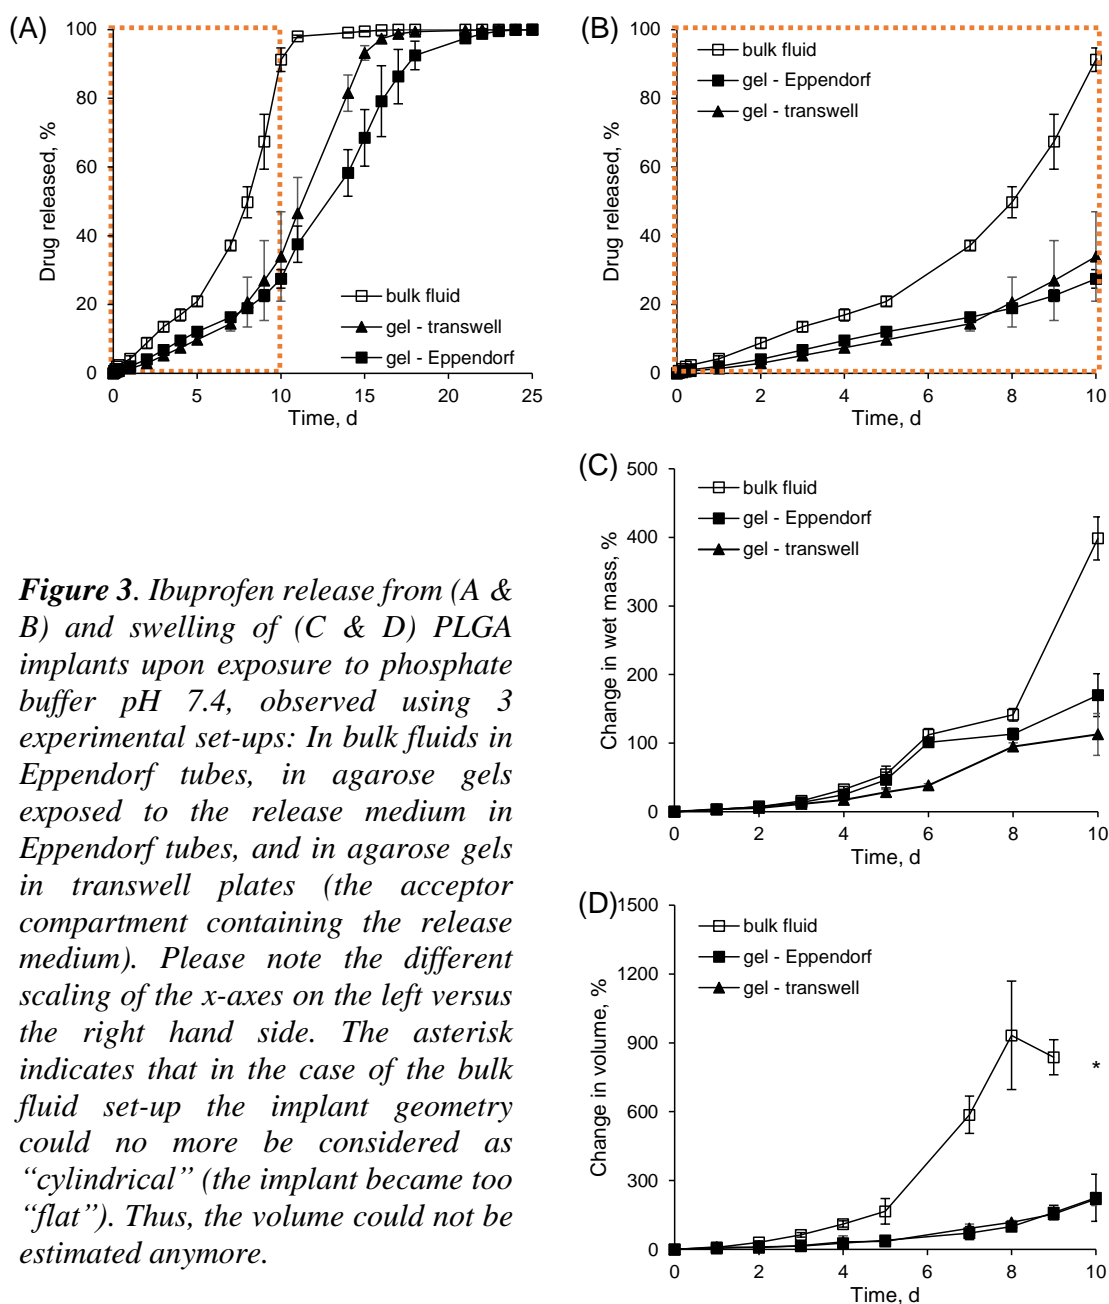 (A)
100
80
60
40
20
0
Drug released, %
0 5 10 15 20 25
Time, d
bulk fluid
gel - transwell
gel - Eppendorf
(B)
100
80
60
40
20
0
Drug released, %
0 2 4 6 8 10
Time, d
bulk fluid
gel - Eppendorf
gel - transwell
(C)
500
400
300
200
100
0
Change in wet mass, %
0 2 4 6 8 10
Time, d
bulk fluid
gel - Eppendorf
gel - transwell
Figure 3. Ibuprofen release from (A &
B) and swelling of (C & D) PLGA
implants upon exposure to phosphate
buffer pH 7.4, observed using 3
experimental set-ups: In bulk fluids in
Eppendorf tubes, in agarose gels
exposed to the release medium in
Eppendorf tubes, and in agarose gels
in transwell plates (the acceptor
compartment containing the release
medium). Please note the different
scaling of the x-axes on the left versus
the right hand side. The asterisk
indicates that in the case of the bulk
fluid set-up the implant geometry
could no more be considered as
“cylindrical” (the implant became too
“flat”). Thus, the volume could not be
estimated anymore.
(D)
1500
1200
900
600
300
0
Change in volume, %
0 2 4 6 8 10
Time, d
bulk fluid
gel - Eppendorf
gel - transwell
*